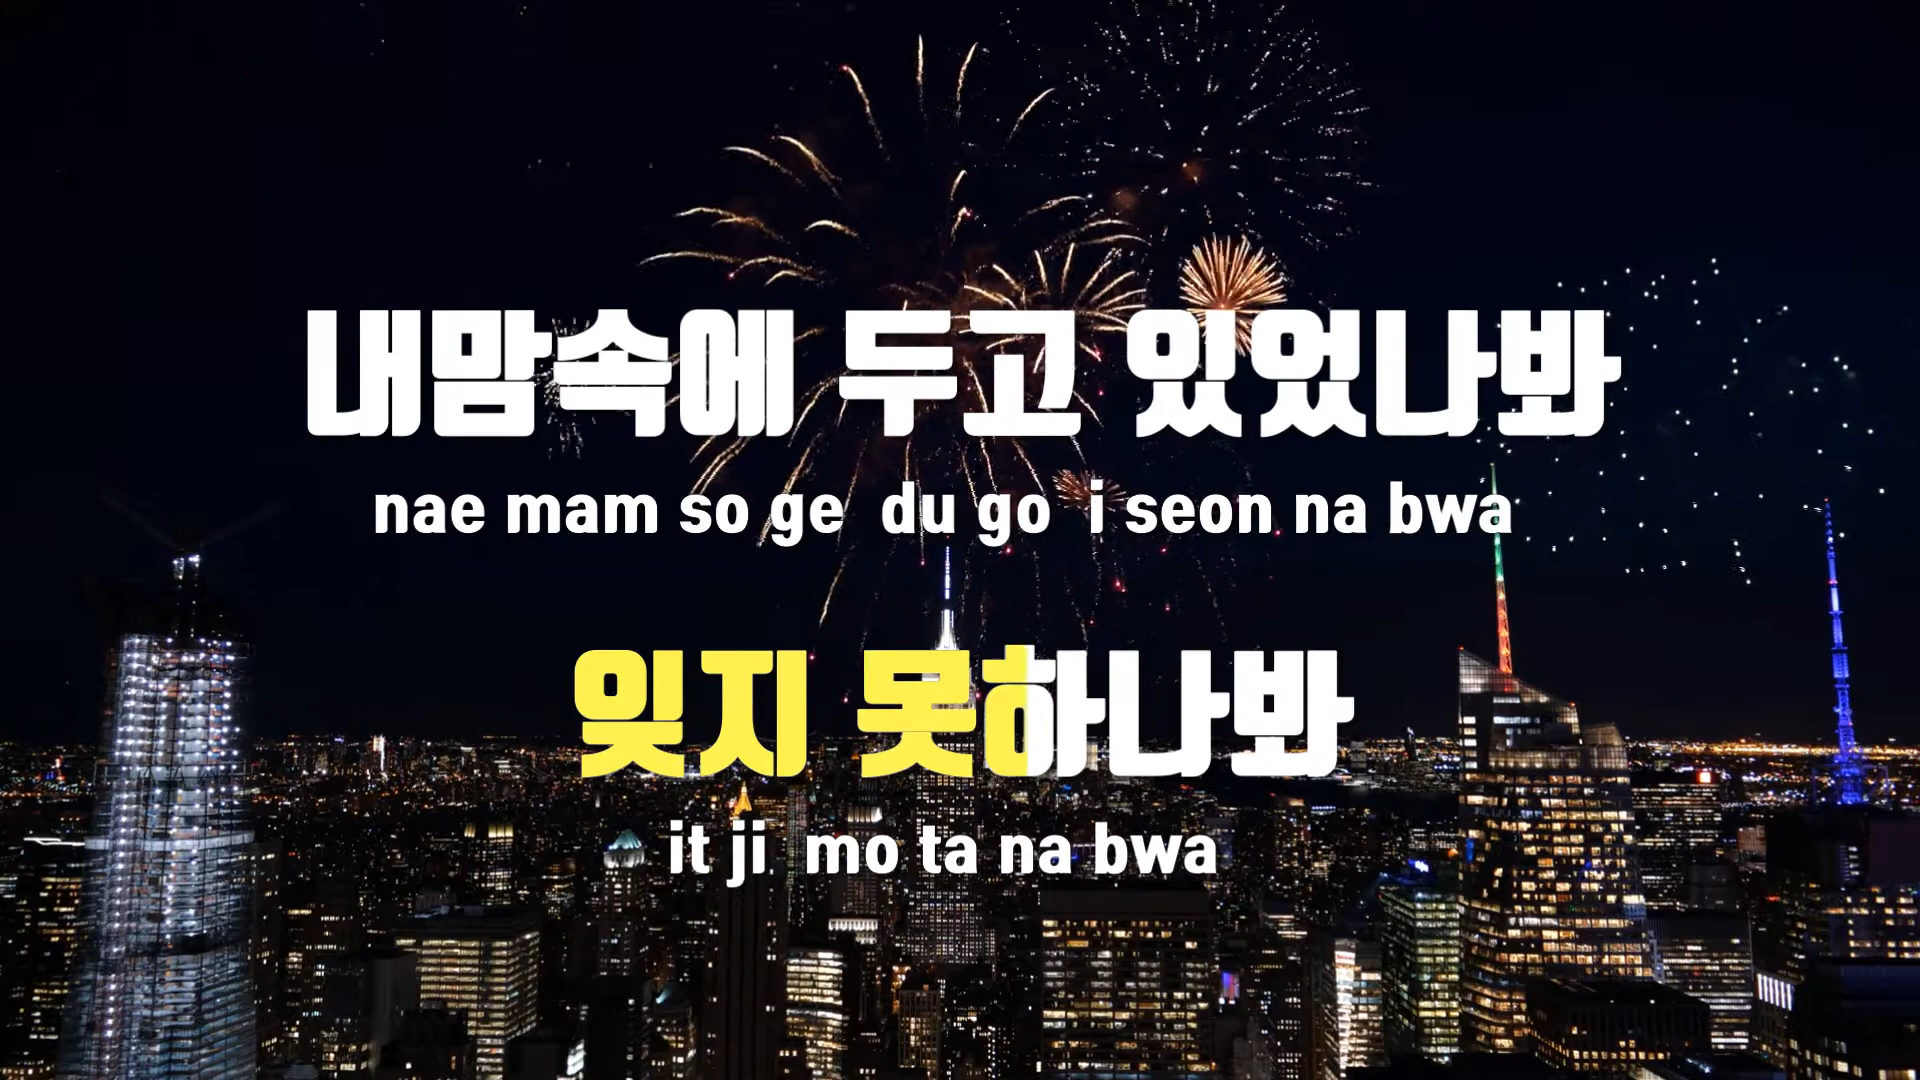 내맘속에 두고 있었나봐
nae mam so ge du go i seon na bwa
잊지 못하나봐
it ji mo ta na bwa